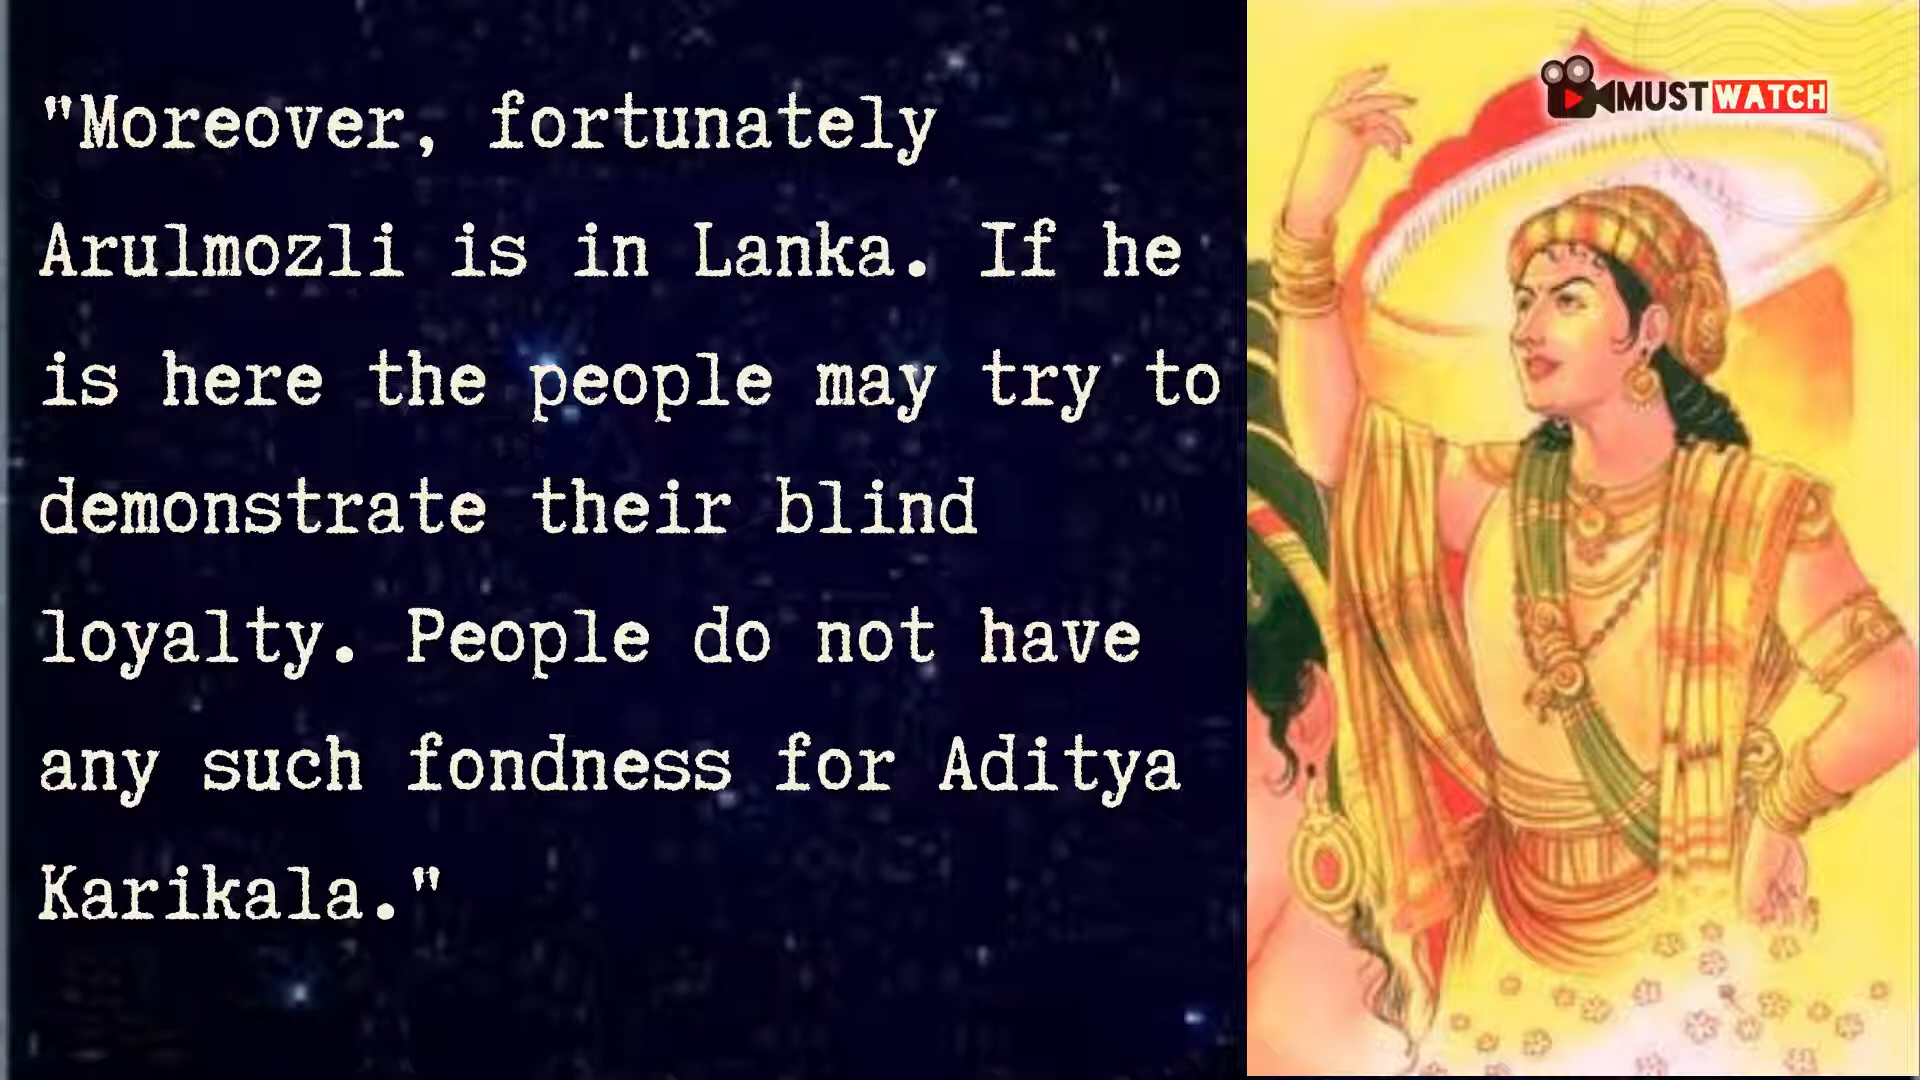 "Moreover, fortunately
Arulmozli is in Lanka. If he
is here the people may try to
demonstrate their blind
loyalty. People do not have
any such fondness for Aditya
Karikala."
MUST WATCH